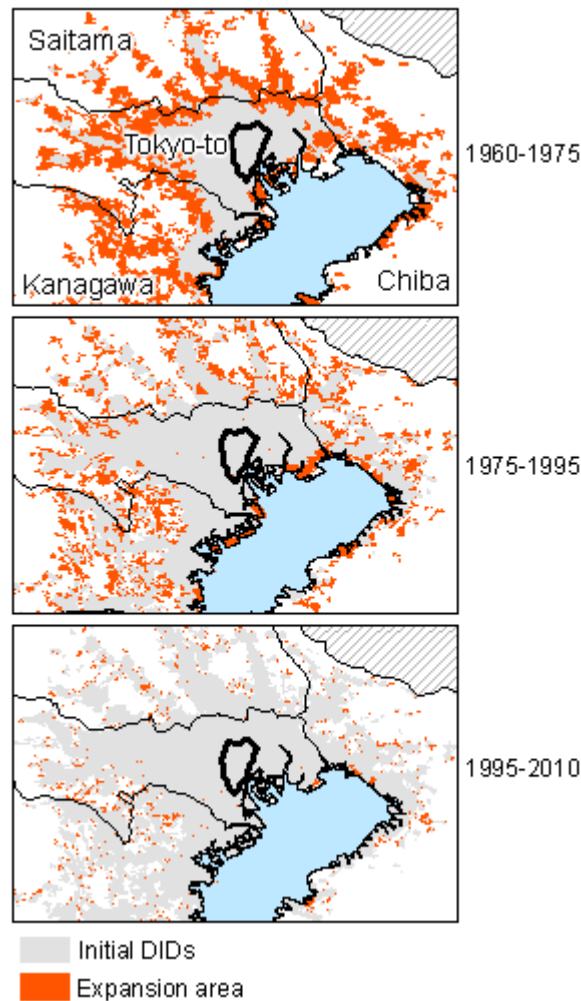 Saitama
Tokyo-to
Kanagawa
Chiba
1960-1975
1975-1995
1995-2010
Initial DIDs
Expansion area